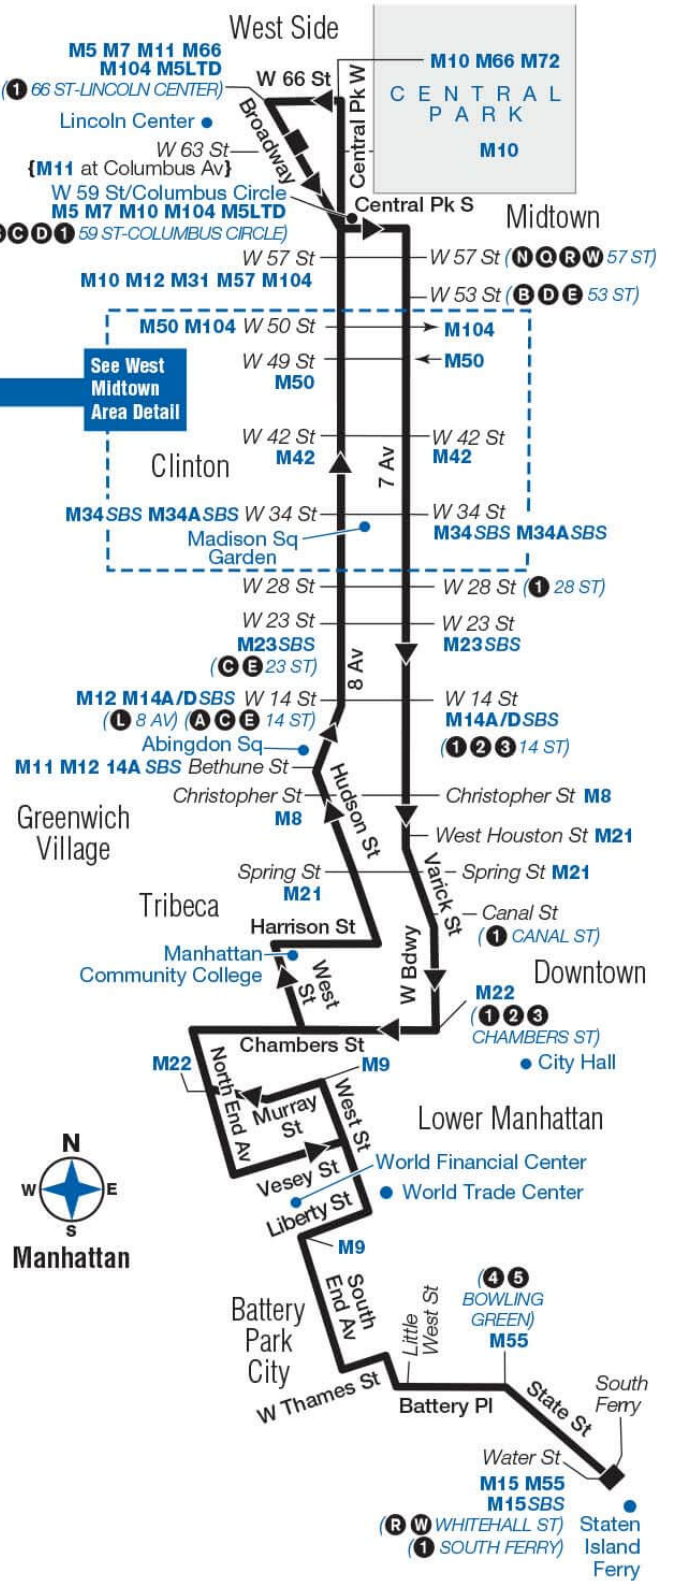 West Side
M5 M7 M11 M66
M104 M5LTD
(1 66 ST-LINCOLN CENTER)
W 66 St
M10 M66 M72
CENTRAL
PARK
M10
Central Pk W
Broadway
Lincoln Center
W 63 St
{M11 at Columbus Av}
W 59 St/Columbus Circle
M5 M7 M10 M104 M5LTD
C D 1 59 ST-COLUMBUS CIRCLE)
Central Pk S
Midtown
W 57 St
W 57 St (N Q R W 57 ST)
M10 M12 M31 M57 M104
W 53 St (B D E 53 ST)
M50 M104 W 50 St
M104
W 49 St
M50
M50
See West
Midtown
Area Detail
W 42 St
M42
W 42 St
M42
Clinton
7 Av
M34SBS M34ASBS W 34 St
W 34 St
M34SBS M34ASBS
Madison Sq
Garden
W 28 St
W 28 St (1 28 ST)
W 23 St
M23SBS
(C E 23 ST)
W 23 St
M23SBS
8 Av
M12 M14A/DSBS W 14 St
(L 8 AV) (A C E 14 ST)
W 14 St
M14A/DSBS
(1 2 3 14 ST)
Abingdon Sq
M11 M12 14A SBS Bethune St
Hudson St
Christopher St
M8
Christopher St M8
Greenwich
Village
West Houston St M21
Spring St
M21
Spring St M21
Varick St
Tribeca
Canal St
(1 CANAL ST)
Harrison St
Manhattan
Community College
West
St
W Bdwy
Downtown
M22
(1 2 3
CHAMBERS ST)
Chambers St
City Hall
M22
M9
North End Av
Murray
St
West St
Lower Manhattan
Vesey St
World Financial Center
World Trade Center
Liberty St
M9
N
W E
S
Manhattan
South
End Av
Battery
Park
City
W Thames St
Little
West St
(4 5
BOWLING
GREEN)
M55
Battery Pl
State St
South
Ferry
Water St
M15 M55
M15SBS
(R W WHITEHALL ST)
(1 SOUTH FERRY)
Staten
Island
Ferry